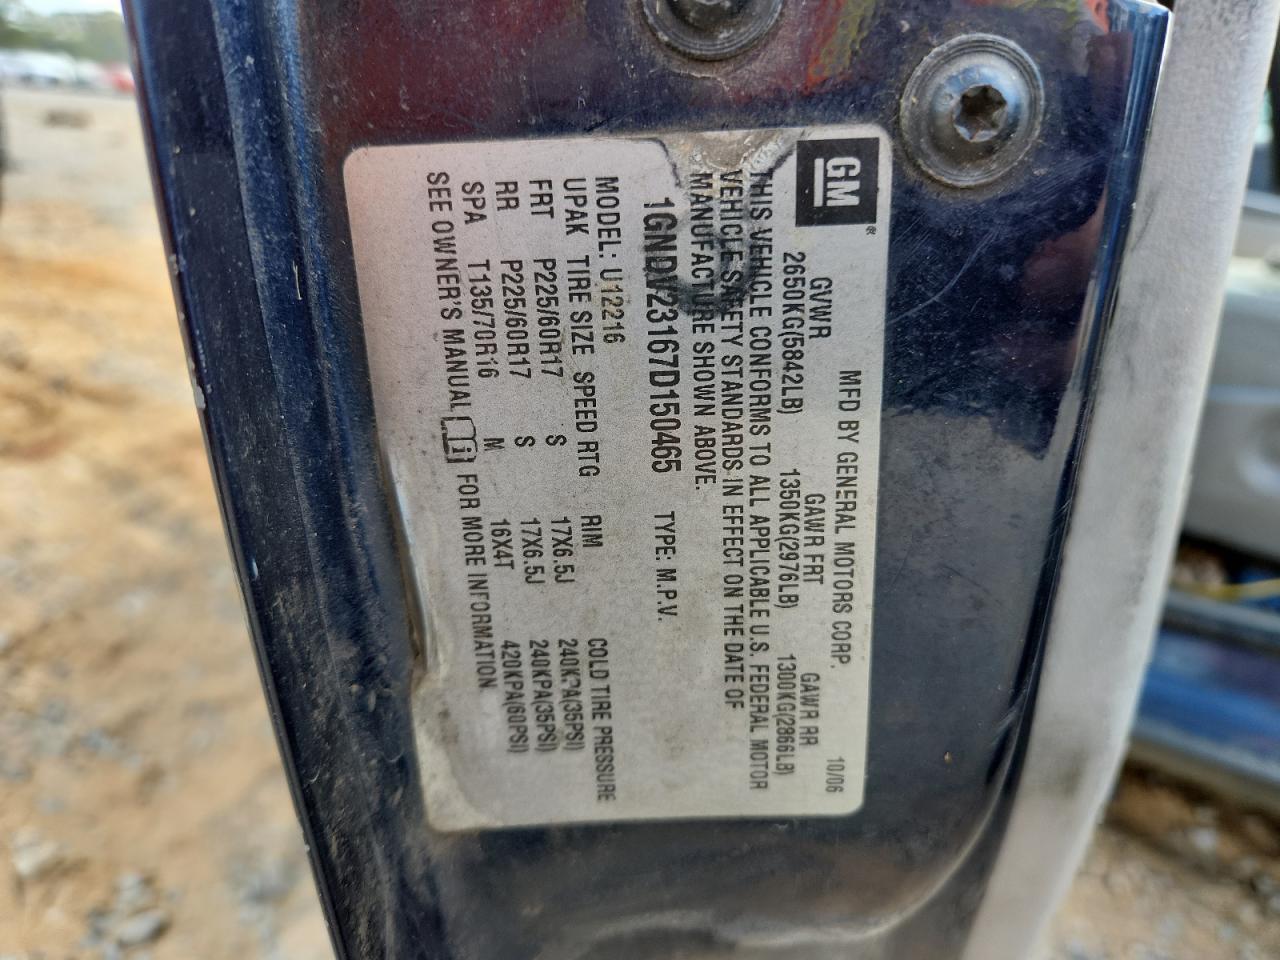 GM®
MFD BY GENERAL MOTORS CORP. 10/06
GVWR GAWR FRT GAWR RR
2650KG(5842LB) 1350KG(2976LB) 1300KG(2866LB)
THIS VEHICLE CONFORMS TO ALL APPLICABLE U.S. FEDERAL MOTOR
VEHICLE SAFETY STANDARDS IN EFFECT ON THE DATE OF
MANUFACTURE SHOWN ABOVE.
1GNDV23167D150465 TYPE: M.P.V.
MODEL: U12216
UPAK TIRE SIZE SPEED RTG RIM COLD TIRE PRESSURE
FRT P225/60R17 S 17X6.5J 240KPA(35PSI)
RR P225/60R17 S 17X6.5J 240KPA(35PSI)
SPA T135/70R16 M 16X4T 420KPA(60PSI)
SEE OWNER'S MANUAL FOR MORE INFORMATION